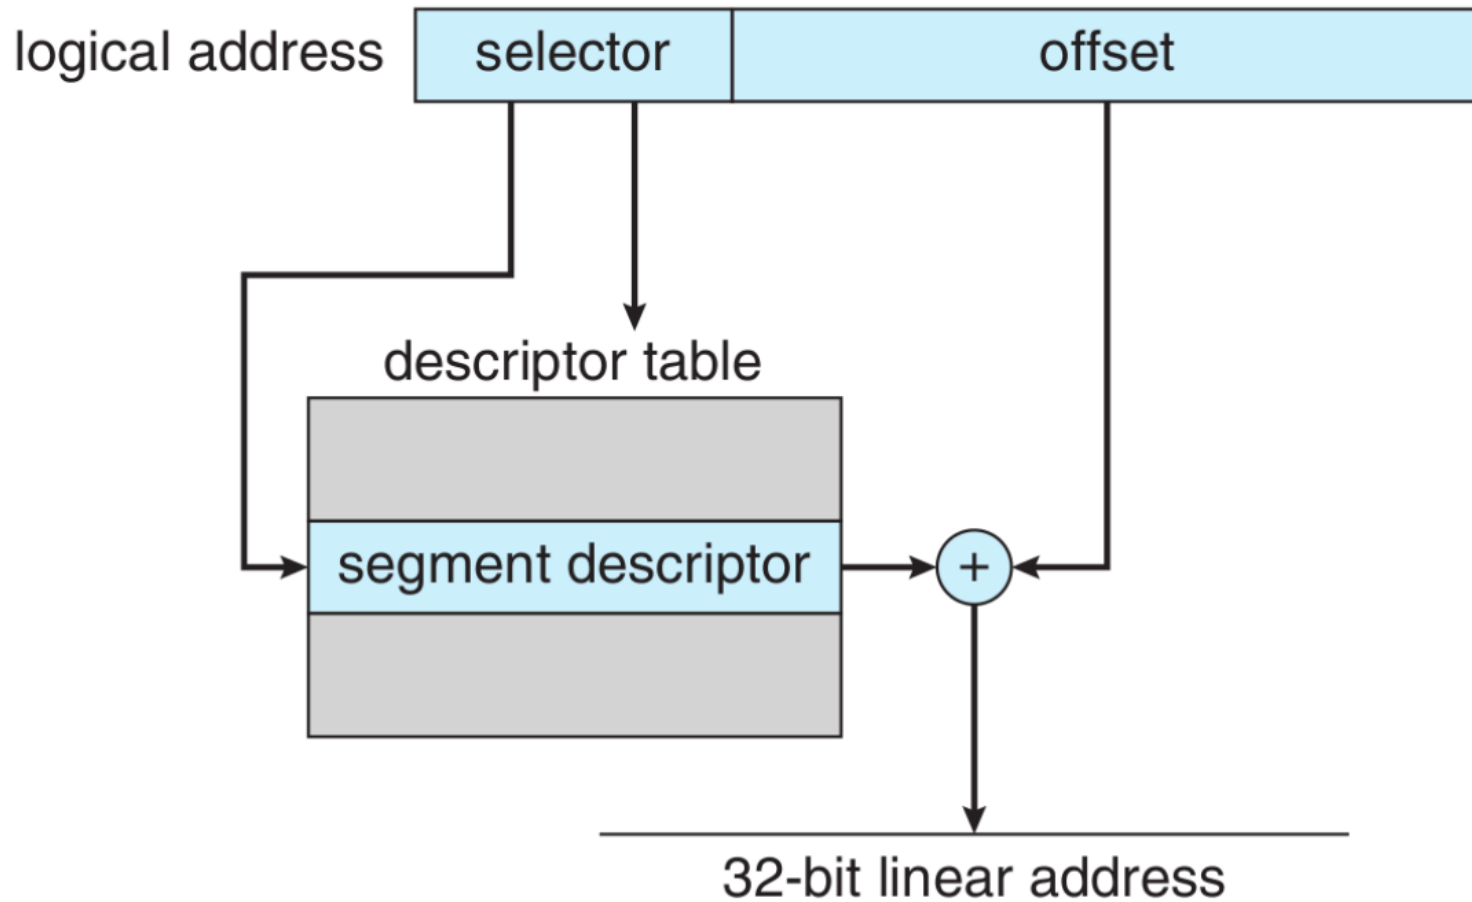 logical address selector offset
descriptor table
segment descriptor +
32-bit linear address